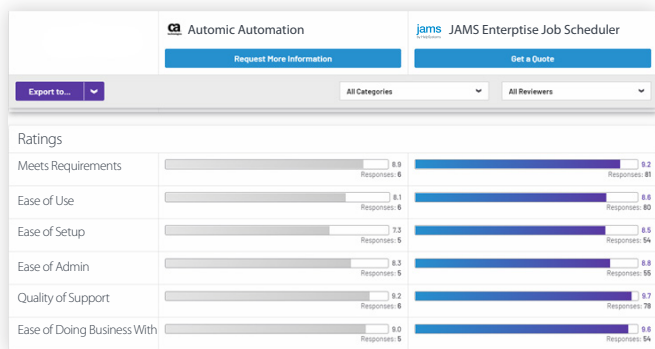 ca Automic Automation
jams JAMS Enterptise Job Scheduler
Request More Information
Get a Quote
Export to...
All Categories
All Reviewers
Ratings
Meets Requirements
8.9
Responses: 6
9.2
Responses: 81
Ease of Use
8.1
Responses: 6
8.6
Responses: 80
Ease of Setup
7.3
Responses: 5
8.5
Responses: 54
Ease of Admin
8.3
Responses: 5
8.8
Responses: 55
Quality of Support
9.2
Responses: 6
9.7
Responses: 78
Ease of Doing Business With
9.0
Responses: 5
9.6
Responses: 54